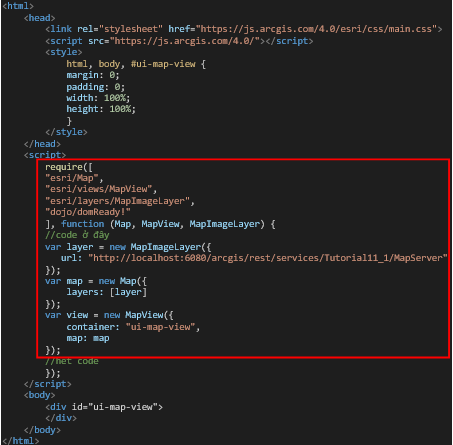 <html>
<head>
<link rel="stylesheet" href="https://js.arcgis.com/4.0/esri/css/main.css">
<script src="https://js.arcgis.com/4.0/"></script>
<style>
html, body, #ui-map-view {
margin: 0;
padding: 0;
width: 100%;
height: 100%;
}
</style>
</head>
<script>
require([
"esri/Map",
"esri/views/MapView",
"esri/layers/MapImageLayer",
"dojo/domReady!"
], function (Map, MapView, MapImageLayer) {
//code ở đây
var layer = new MapImageLayer({
url: "http://localhost:6080/arcgis/rest/services/Tutorial11_1/MapServer"
});
var map = new Map({
layers: [layer]
});
var view = new MapView({
container: "ui-map-view",
map: map
});
//hết code
});
</script>
<body>
<div id="ui-map-view">
</div>
</body>
</html>